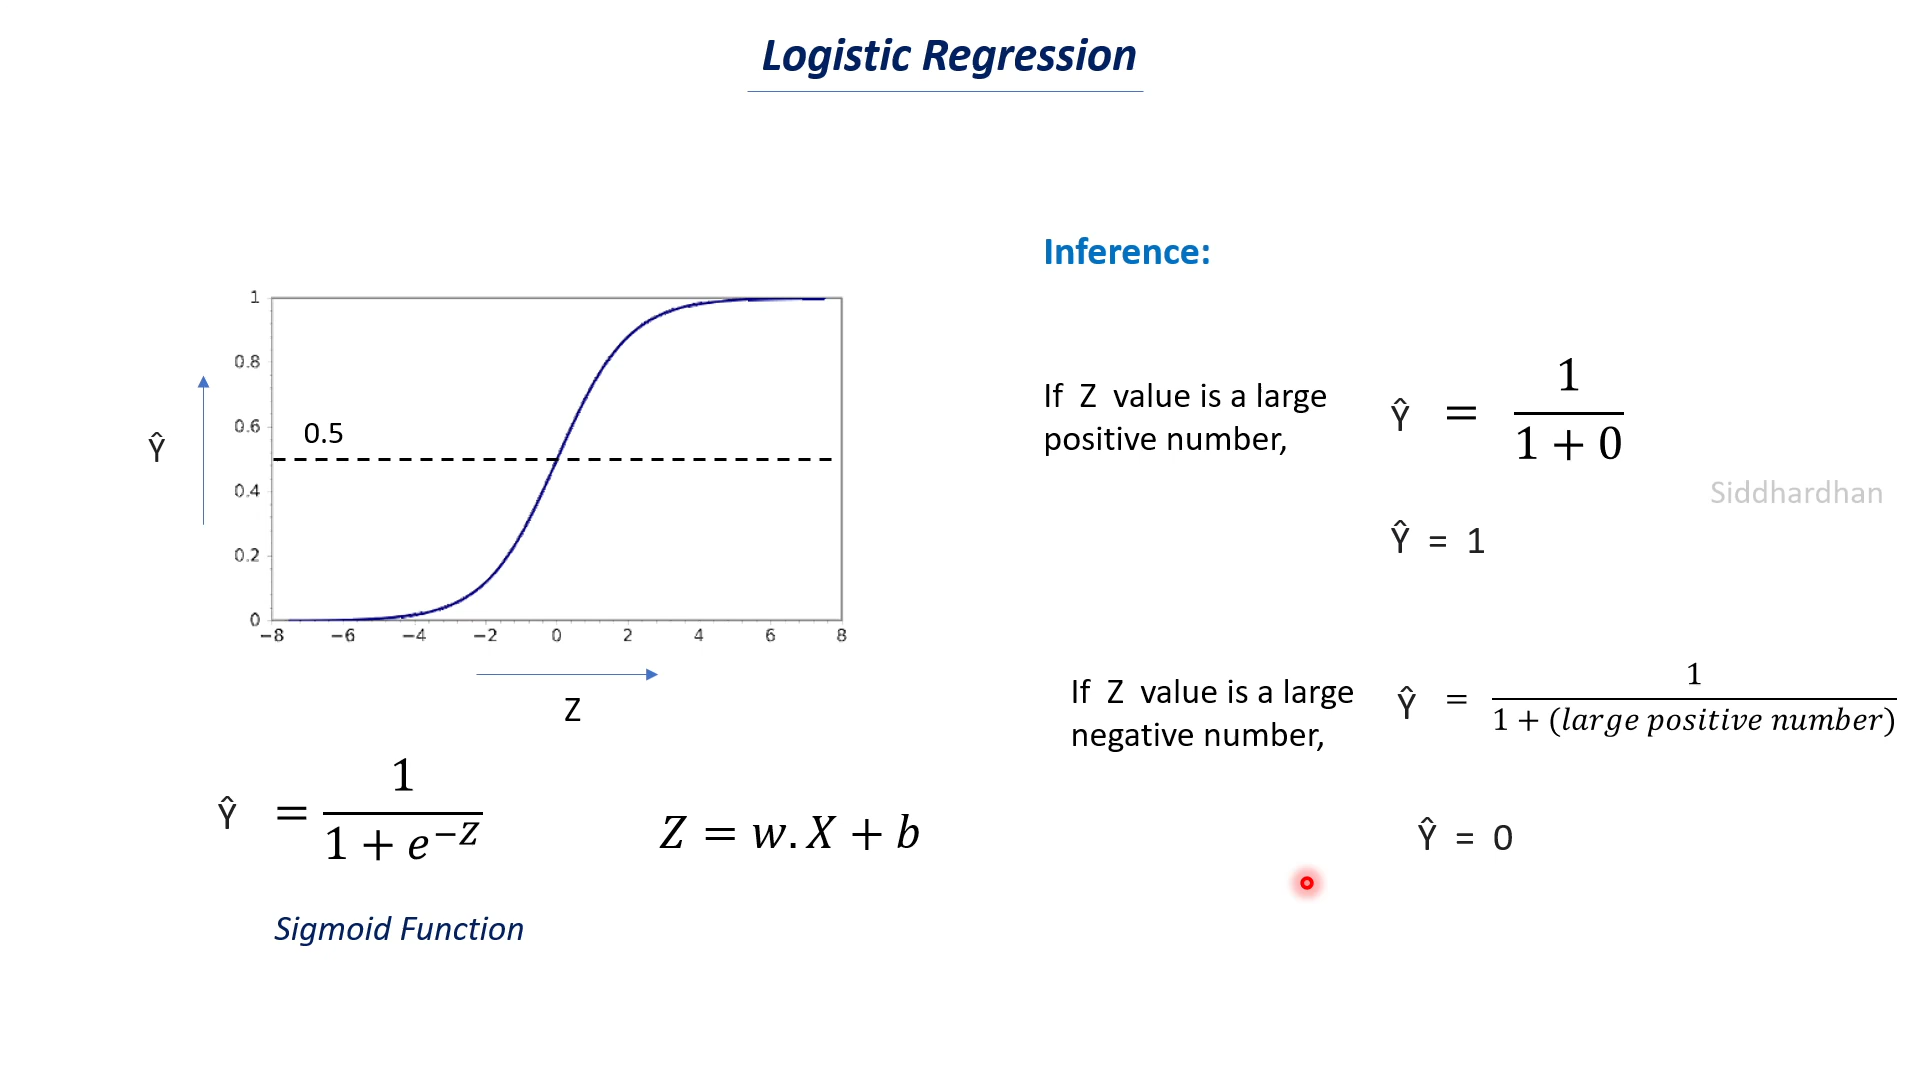 Logistic Regression
Inference:
1
0.8
0.6
0.4
0.2
0
0.5
Ŷ
−8 −6 −4 −2 0 2 4 6 8
Z
Ŷ = 1 / (1 + e^−Z)
Z = w.X + b
Sigmoid Function
If Z value is a large
positive number,
Ŷ = 1 / (1 + 0)
Siddhardhan
Ŷ = 1
If Z value is a large
negative number,
Ŷ = 1 / (1 + (large positive number))
Ŷ = 0